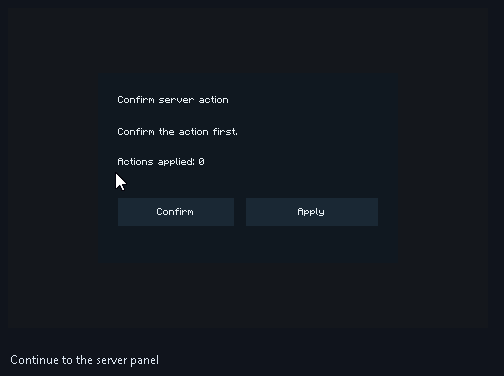 Confirm server action
Confirm the action first.
Actions applied: 0
Confirm
Apply
Continue to the server panel